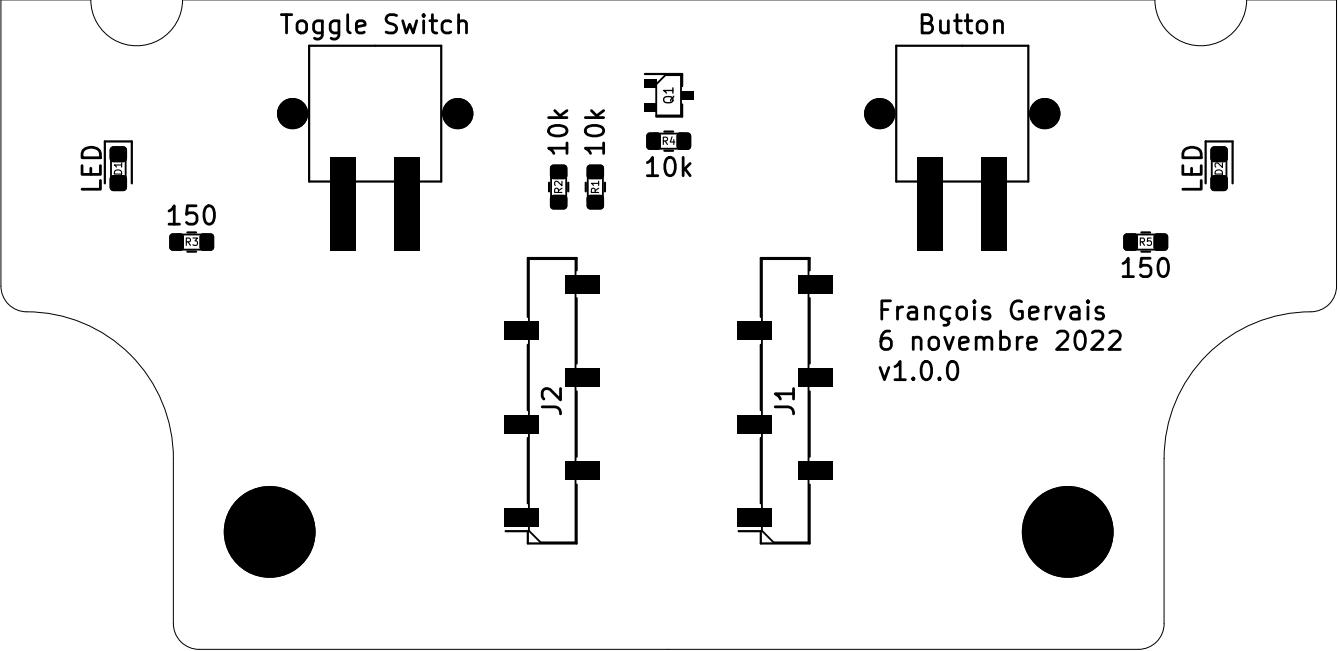 Toggle Switch
Button
Q1
10k
10k
R4
10k
LED
D1
R2
R1
LED
D2
150
R3
R5
150
François Gervais
6 novembre 2022
v1.0.0
J2
J1